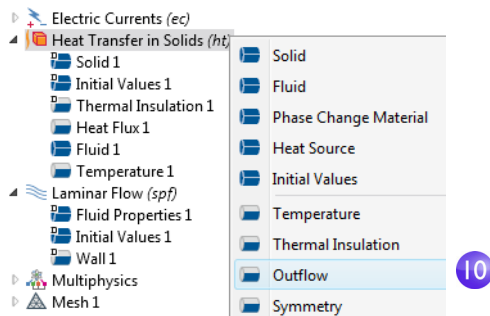 Electric Currents (ec)
Heat Transfer in Solids (ht)
Solid 1
Initial Values 1
Thermal Insulation 1
Heat Flux 1
Fluid 1
Temperature 1
Laminar Flow (spf)
Fluid Properties 1
Initial Values 1
Wall 1
Multiphysics
Mesh 1
Solid
Fluid
Phase Change Material
Heat Source
Initial Values
Temperature
Thermal Insulation
Outflow
Symmetry
10